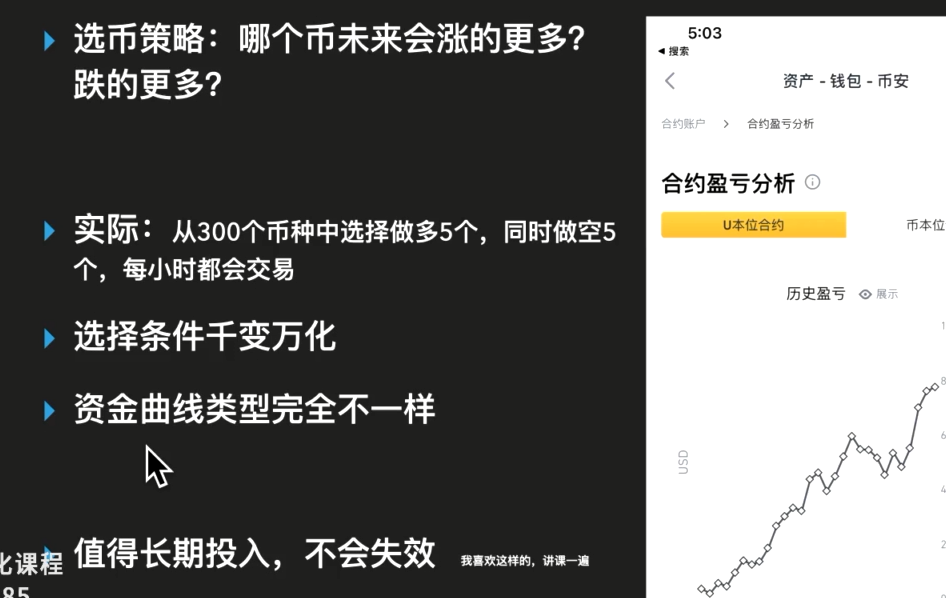 选币策略：哪个币未来会涨的更多？
跌的更多？
实际：从300个币种中选择做多5个，同时做空5
个，每小时都会交易
选择条件千变万化
资金曲线类型完全不一样
值得长期投入，不会失效
我喜欢这样的，讲课一遍
化课程
85
5:03
搜索
资产 - 钱包 - 币安
合约账户 > 合约盈亏分析
合约盈亏分析
U本位合约
币本位
历史盈亏
展示
1
8
6
4
2
0
USD